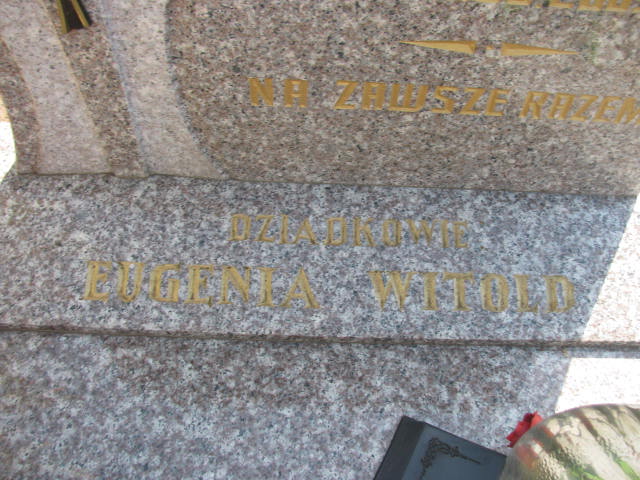 NA ZAWSZE RAZEM
DZIADKOWIE
EUGENIA WITOLD